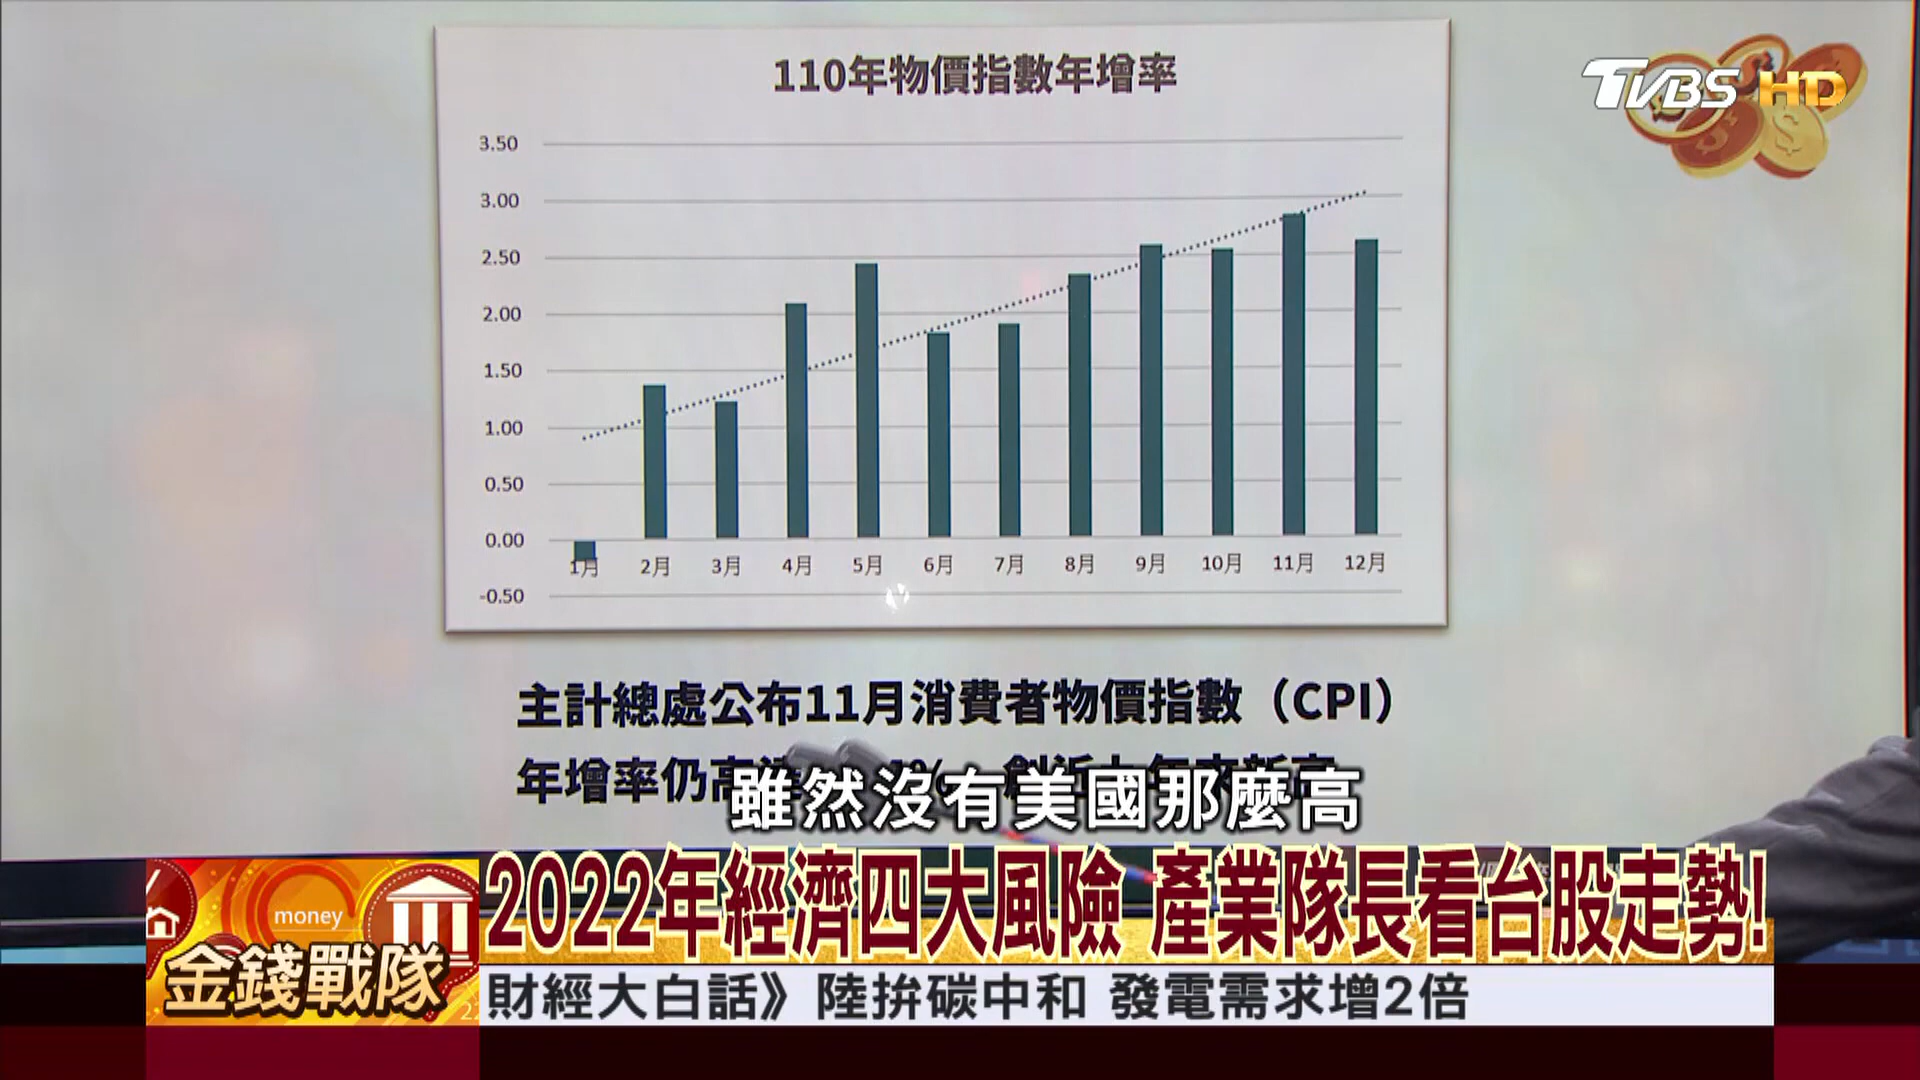 110年物價指數年增率
TVBS HD
3.50
3.00
2.50
2.00
1.50
1.00
0.50
0.00
-0.50
1月 2月 3月 4月 5月 6月 7月 8月 9月 10月 11月 12月
主計總處公布11月消費者物價指數（CPI）
年增率仍高
雖然沒有美國那麼高
money
金錢戰隊
2022年經濟四大風險 產業隊長看台股走勢!
財經大白話》陸拚碳中和 發電需求增2倍